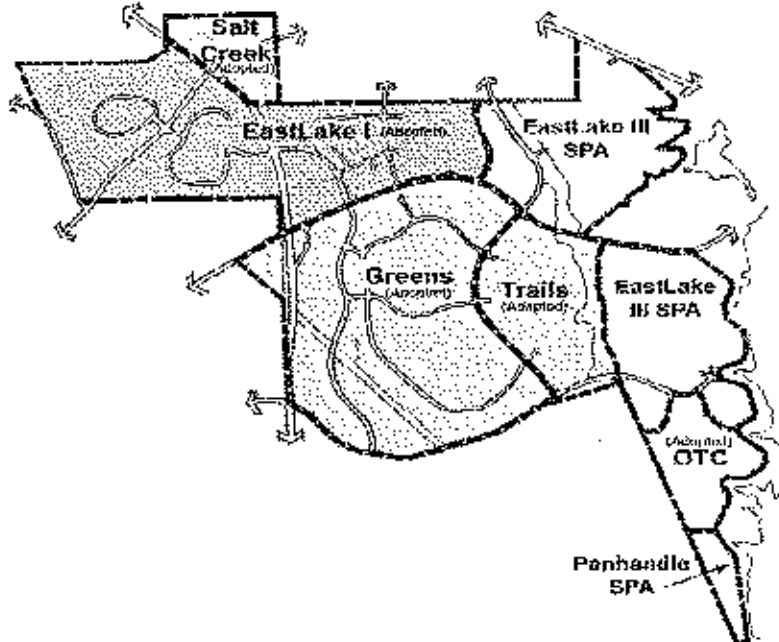 Salt
Creek
(Adopted)
EastLake I (Adopted)
EastLake III
SPA
Greens
(Adopted)
Trails
(Adopted)
EastLake
III SPA
(Adopted)
OTC
Panhandle
SPA